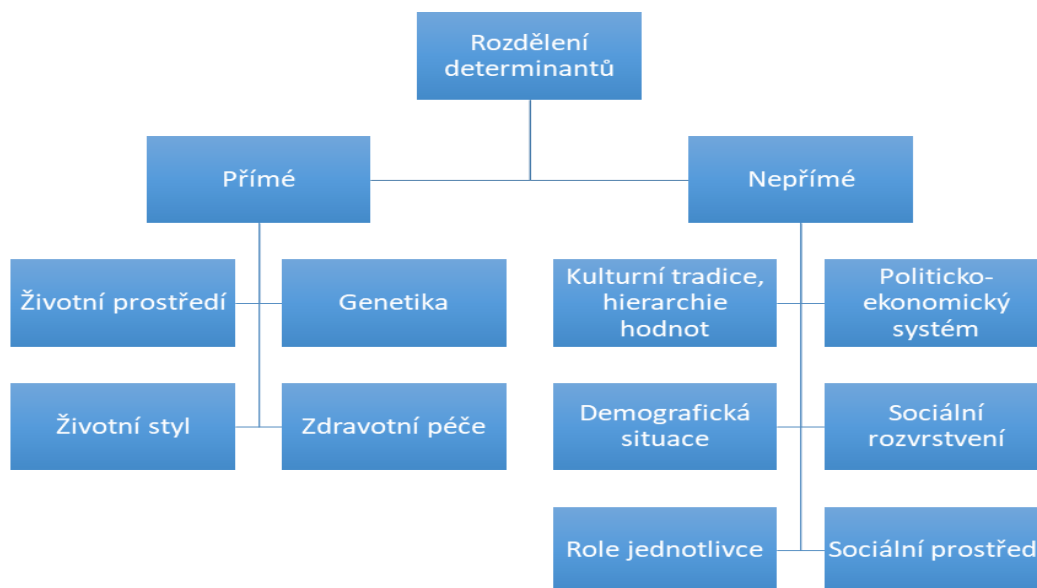 Rozdělení
determinantů
Přímé
Nepřímé
Životní prostředí
Genetika
Kulturní tradice,
hierarchie
hodnot
Politicko-
ekonomický
systém
Životní styl
Zdravotní péče
Demografická
situace
Sociální
rozvrstvení
Role jednotlivce
Sociální prostřed